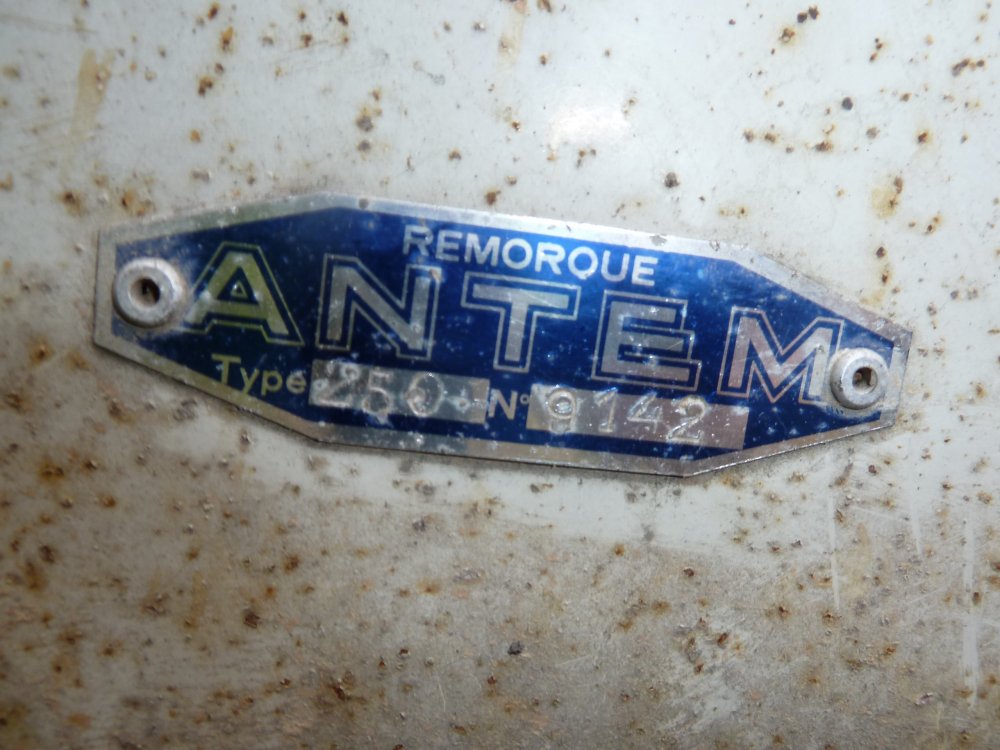 REMORQUE
ANTEM
Type 250 N° 9142